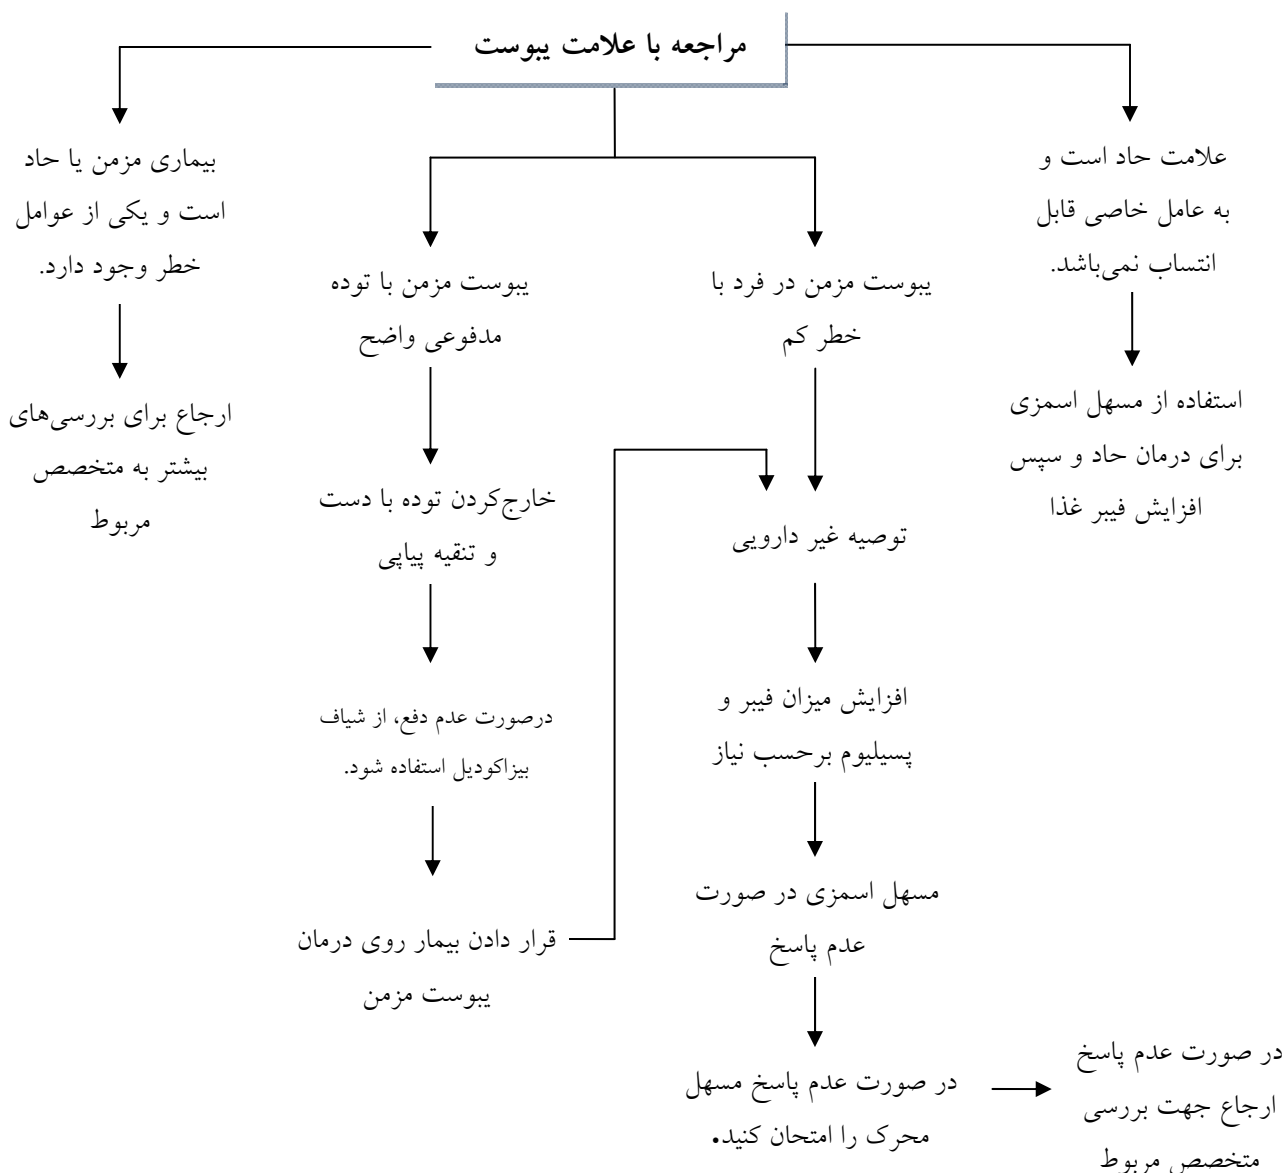 مراجعه با علامت یبوست
علامت حاد است و
به عامل خاصی قابل
انتساب نمی‌باشد.
استفاده از مسهل اسمزی
برای درمان حاد و سپس
افزایش فیبر غذا
یبوست مزمن در فرد با
خطر کم
توصیه غیر دارویی
افزایش میزان فیبر و
پسیلیوم برحسب نیاز
مسهل اسمزی در صورت
عدم پاسخ
در صورت عدم پاسخ مسهل
محرک را امتحان کنید.
در صورت عدم پاسخ
ارجاع جهت بررسی
متخصص مربوط
یبوست مزمن با توده
مدفوعی واضح
خارج‌کردن توده با دست
و تنقیه پیاپی
درصورت عدم دفع، از شیاف
بیزاکودیل استفاده شود.
قرار دادن بیمار روی درمان
یبوست مزمن
بیماری مزمن یا حاد
است و یکی از عوامل
خطر وجود دارد.
ارجاع برای بررسی‌های
بیشتر به متخصص
مربوط